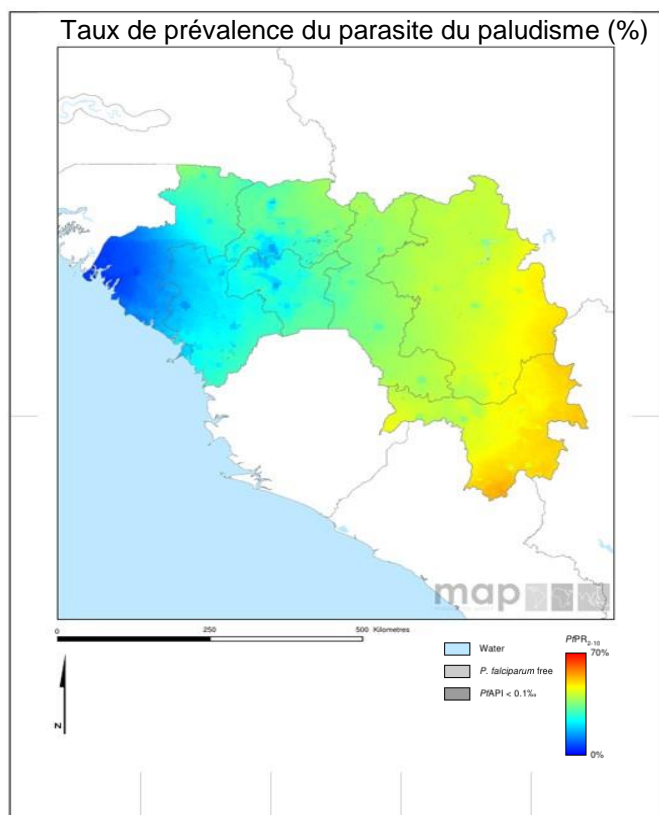 Taux de prévalence du parasite du paludisme (%)
map
0 250 500 Kilometres
N
Water
P. falciparum free
PfAPI < 0.1‰
PfPR2-10
70%
0%